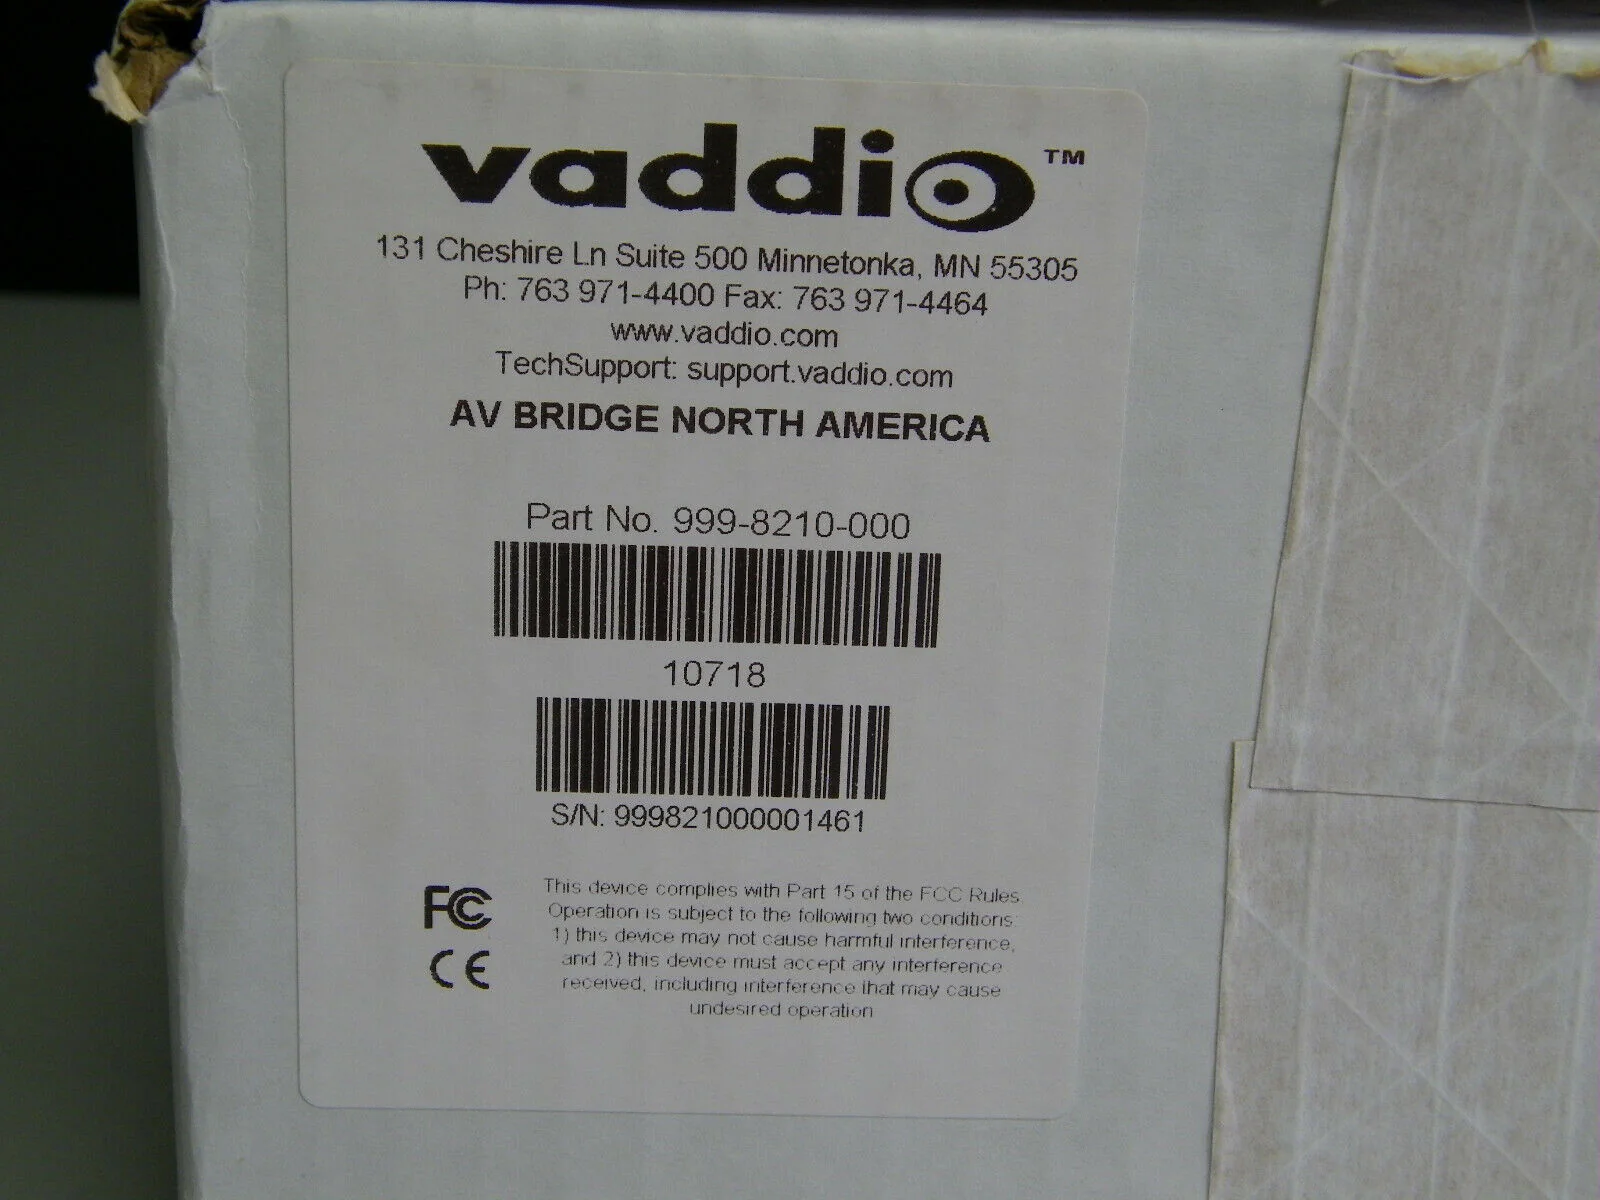 vaddio™
131 Cheshire Ln Suite 500 Minnetonka, MN 55305
Ph: 763 971-4400 Fax: 763 971-4464
www.vaddio.com
TechSupport: support.vaddio.com
AV BRIDGE NORTH AMERICA
Part No. 999-8210-000
10718
S/N: 999821000001461
FC
CE
This device complies with Part 15 of the FCC Rules.
Operation is subject to the following two conditions:
1) this device may not cause harmful interference,
and 2) this device must accept any interference
received, including interference that may cause
undesired operation